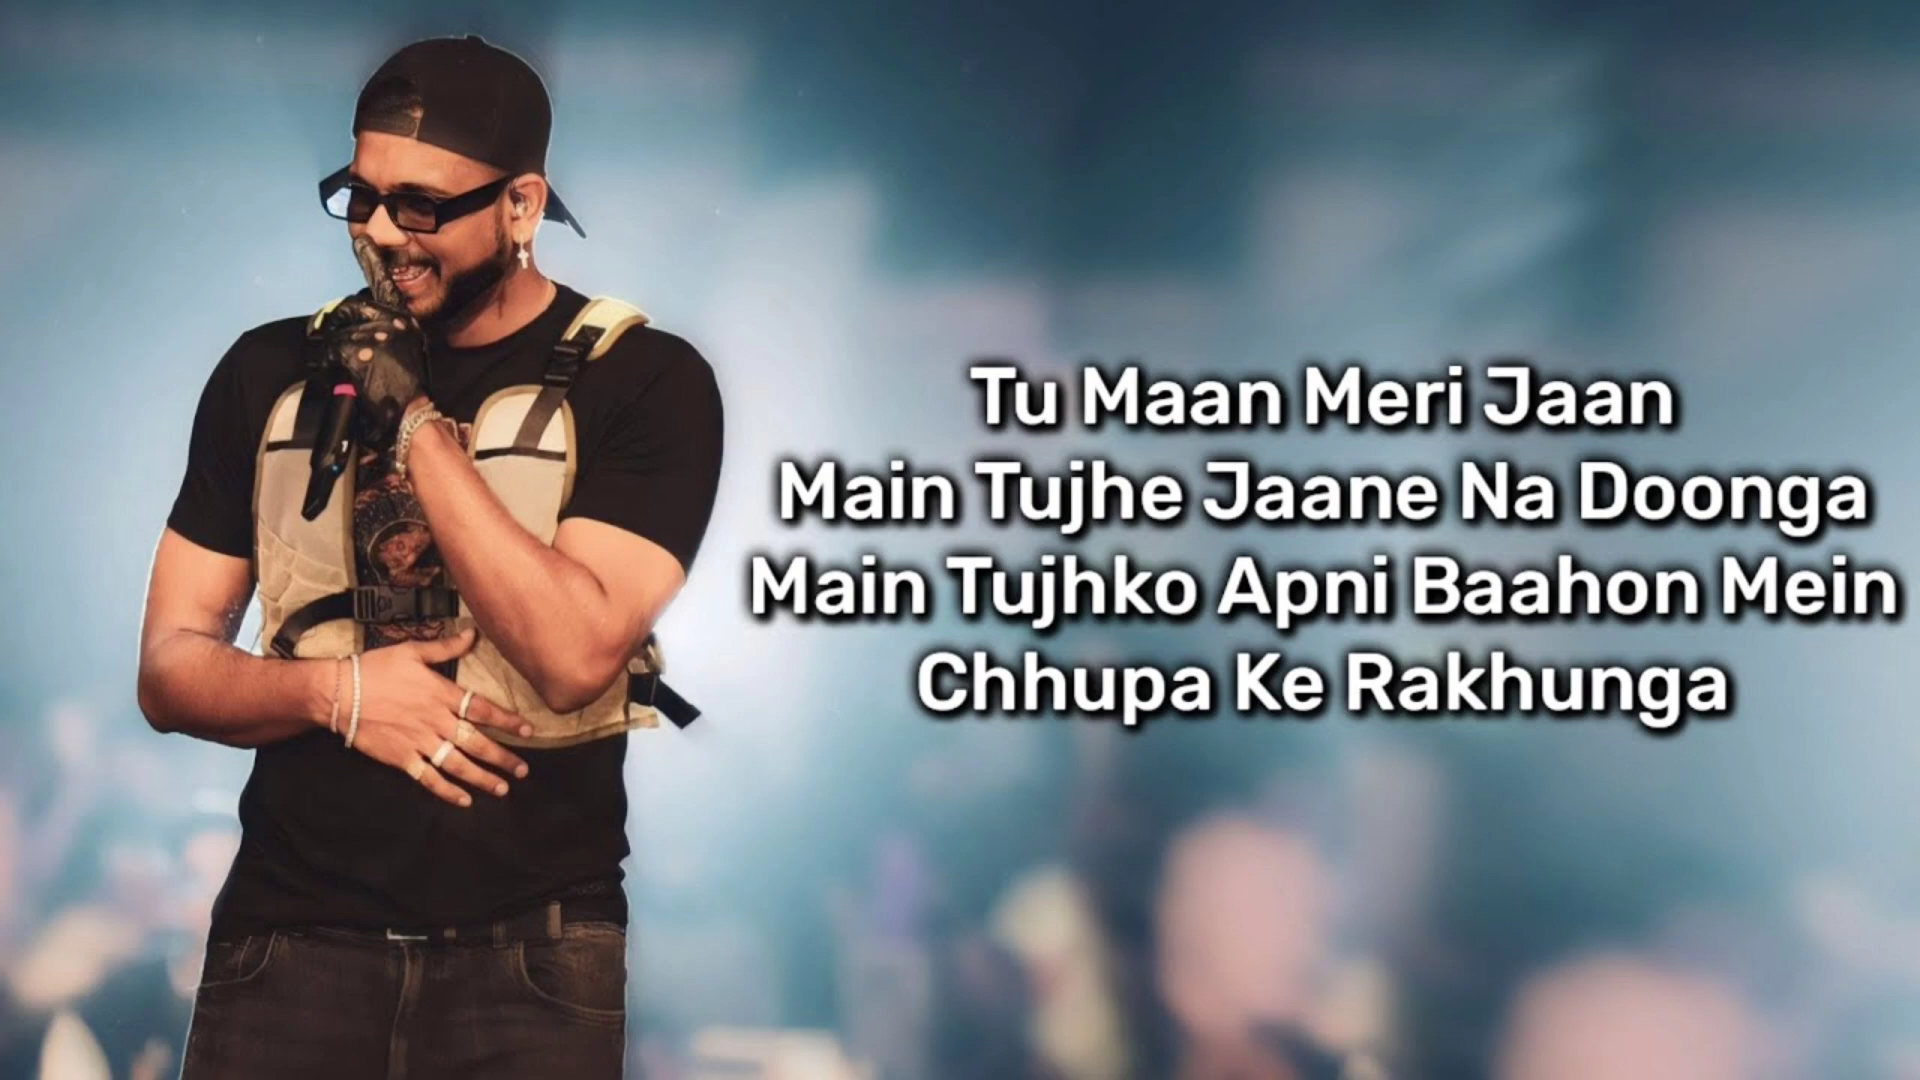 Tu Maan Meri Jaan
Main Tujhe Jaane Na Doonga
Main Tujhko Apni Baahon Mein
Chhupa Ke Rakhunga